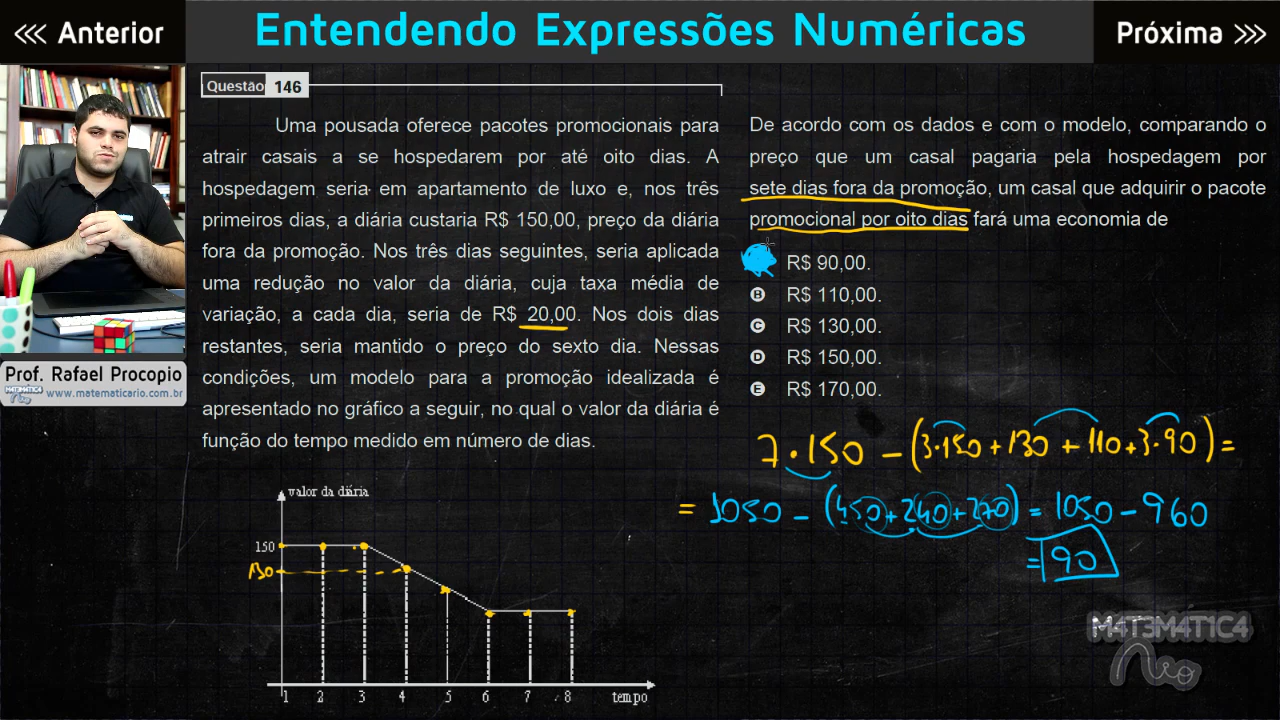 <<< Anterior
Entendendo Expressões Numéricas
Próxima >>>
Questão 146
Uma pousada oferece pacotes promocionais para
atrair casais a se hospedarem por até oito dias. A
hospedagem seria em apartamento de luxo e, nos três
primeiros dias, a diária custaria R$ 150,00, preço da diária
fora da promoção. Nos três dias seguintes, seria aplicada
uma redução no valor da diária, cuja taxa média de
variação, a cada dia, seria de R$ 20,00. Nos dois dias
restantes, seria mantido o preço do sexto dia. Nessas
condições, um modelo para a promoção idealizada é
apresentado no gráfico a seguir, no qual o valor da diária é
função do tempo medido em número de dias.
valor da diária
150
130
1 2 3 4 5 6 7 8 tempo
De acordo com os dados e com o modelo, comparando o
preço que um casal pagaria pela hospedagem por
sete dias fora da promoção, um casal que adquirir o pacote
promocional por oito dias fará uma economia de
R$ 90,00.
B R$ 110,00.
C R$ 130,00.
D R$ 150,00.
E R$ 170,00.
7·150 - (3·150 + 130 + 110 + 3·90) =
= 1050 - (450 + 240 + 270) = 1050 - 960
= 90
Prof. Rafael Procopio
MATEMÁTICA Rio
www.matematicario.com.br
M4T3M4T1C4
Rio